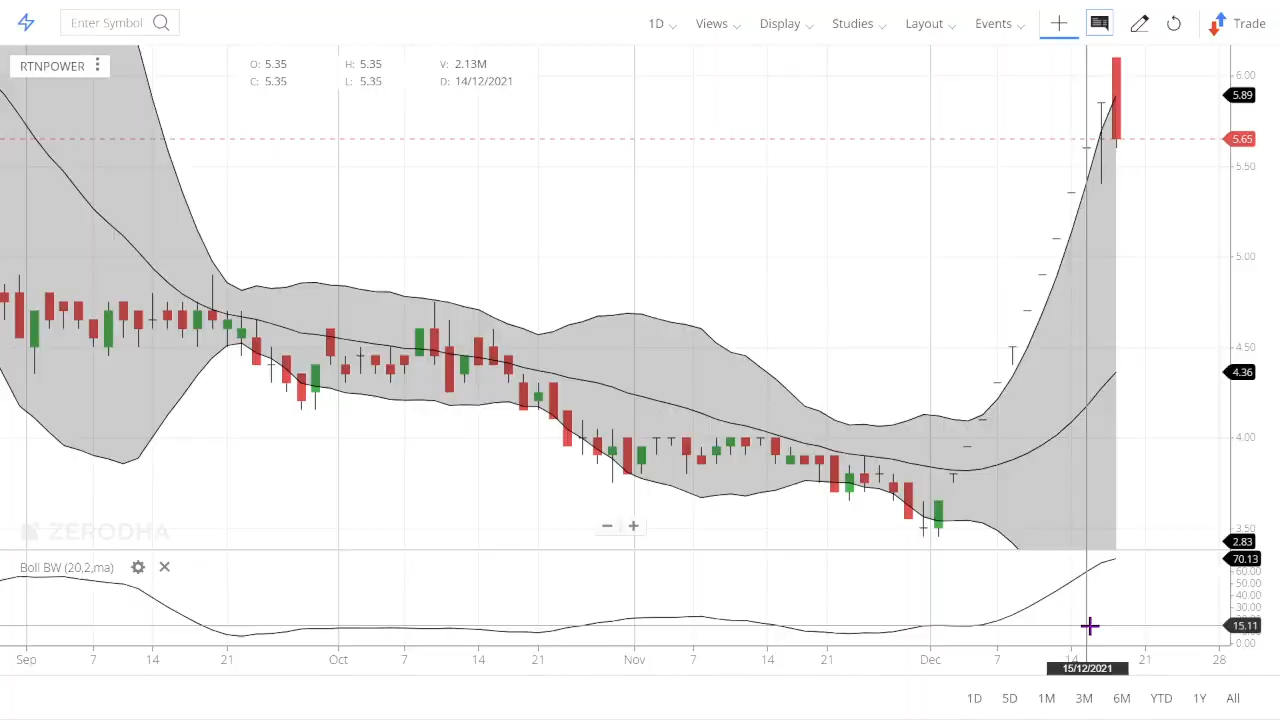 Enter Symbol 1D Views Display Studies Layout Events Trade
RTNPOWER O: 5.35 H: 5.35 V: 2.13M
C: 5.35 L: 5.35 D: 14/12/2021
6.00
5.89
5.65
5.50
5.00
4.50
4.36
4.00
3.50
2.83
ZERODHA
Boll BW (20,2,ma)
70.13
60.00
50.00
40.00
30.00
15.11
0.00
Sep 7 14 21 Oct 7 14 21 Nov 7 14 21 Dec 7 14 21 28
15/12/2021
1D 5D 1M 3M 6M YTD 1Y All